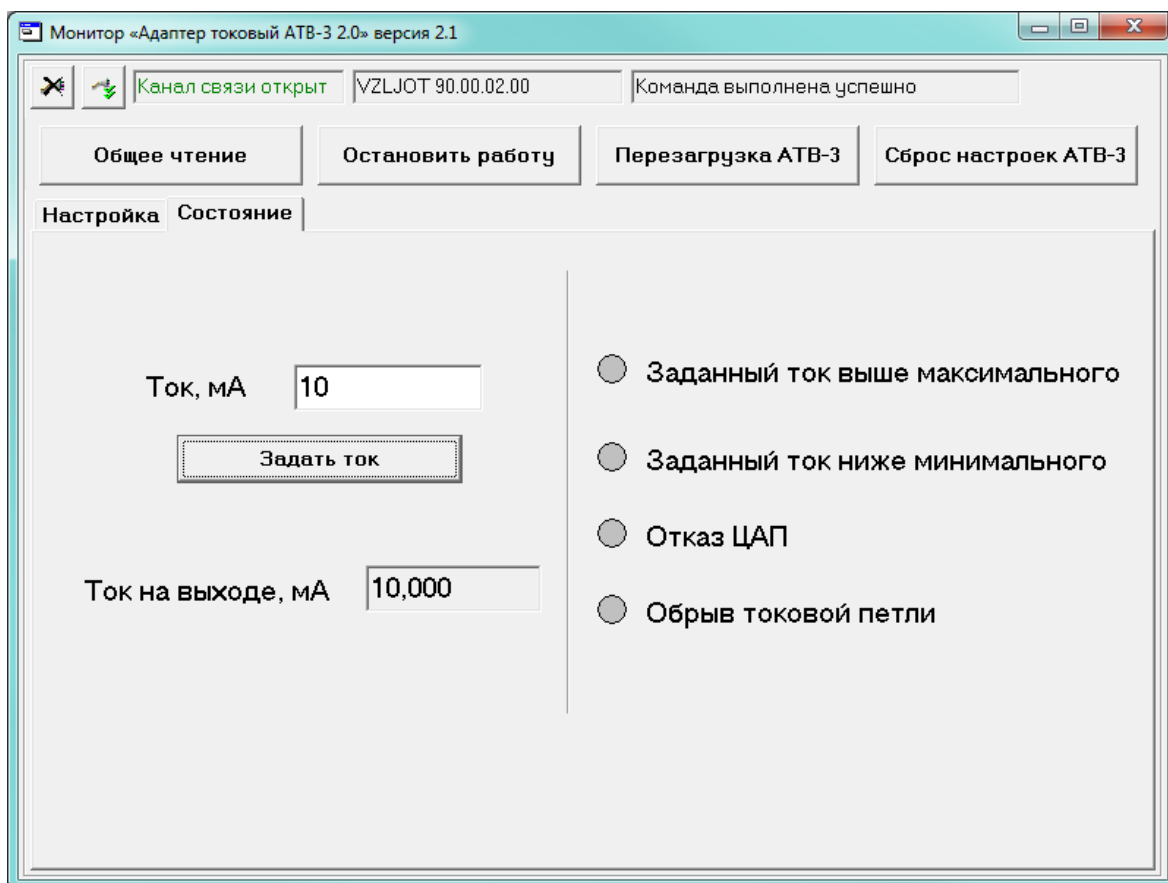 Монитор «Адаптер токовый АТВ-3 2.0» версия 2.1
Канал связи открыт VZLJOT 90.00.02.00 Команда выполнена успешно
Общее чтение Остановить работу Перезагрузка АТВ-3 Сброс настроек АТВ-3
Настройка Состояние
Ток, мА 10
Задать ток
Ток на выходе, мА 10,000
Заданный ток выше максимального
Заданный ток ниже минимального
Отказ ЦАП
Обрыв токовой петли